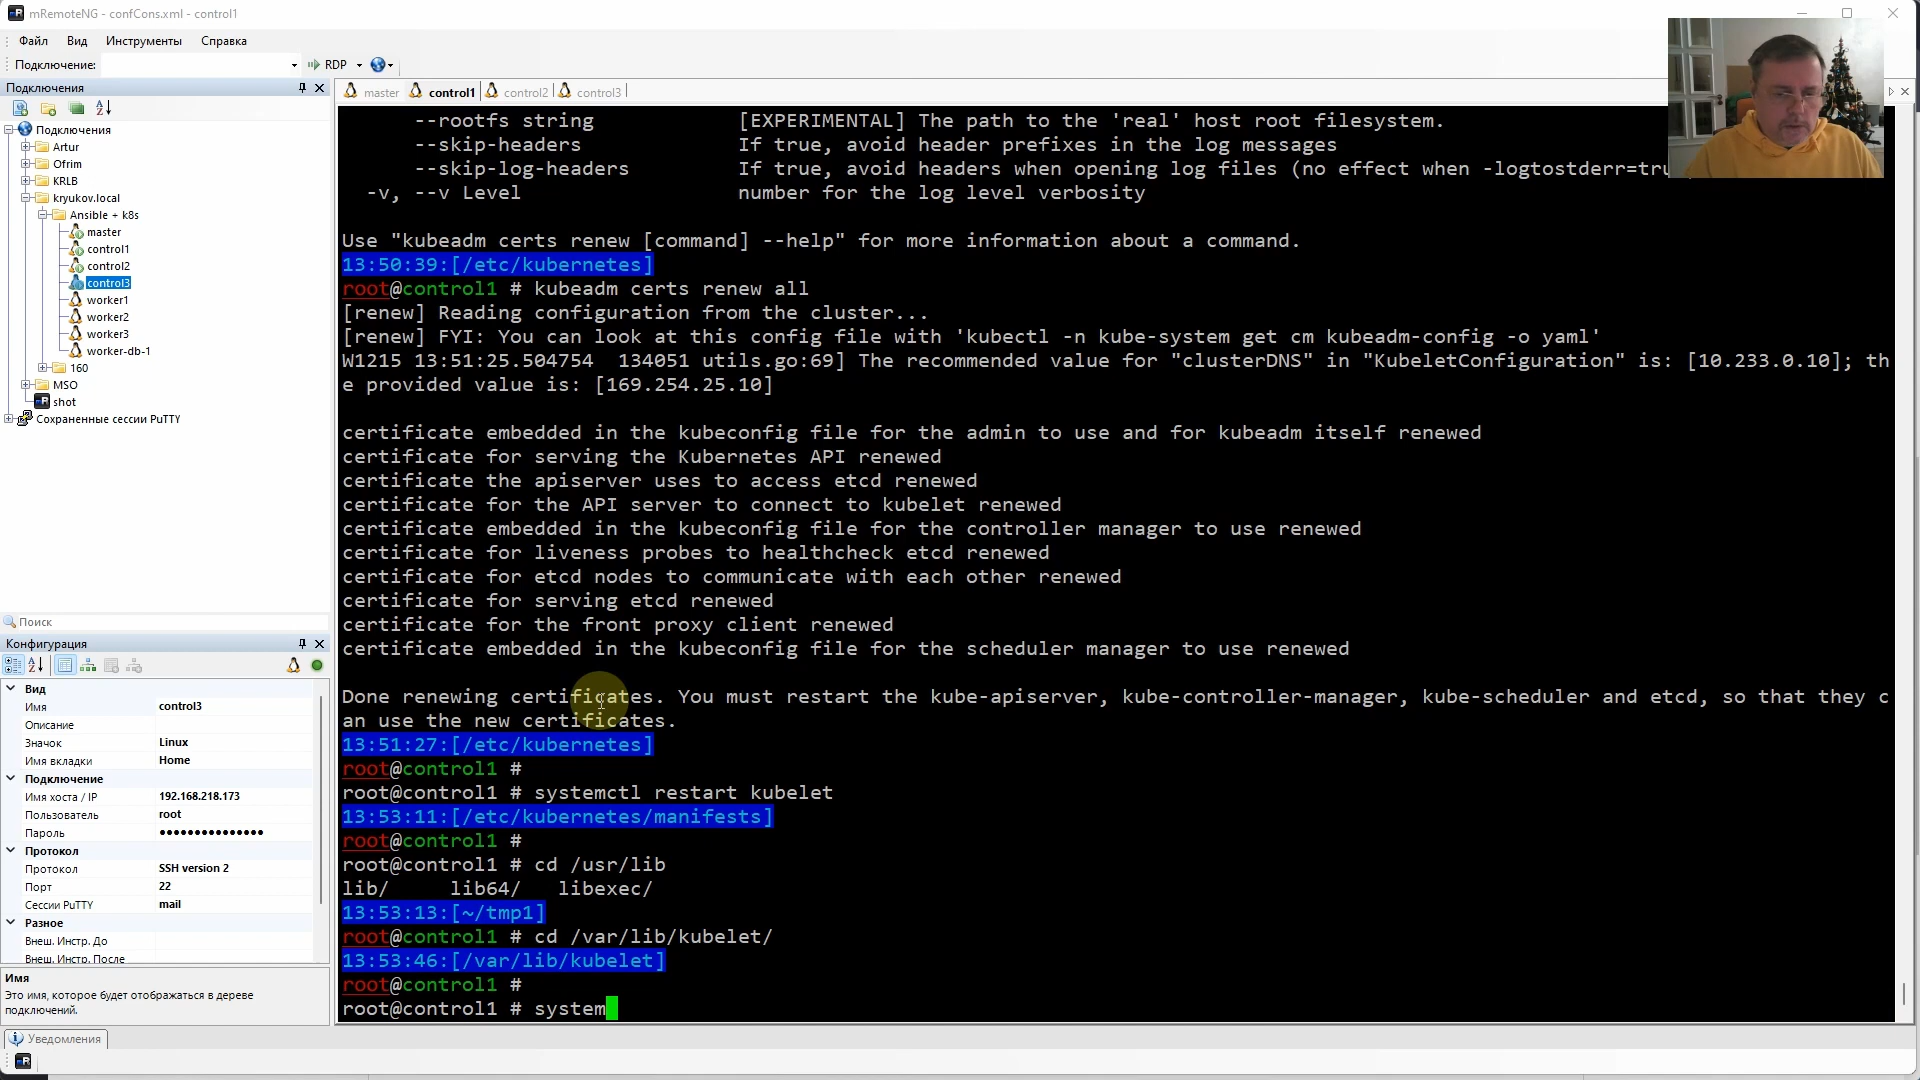 mRemoteNG - confCons.xml - control1
Файл Вид Инструменты Справка
Подключение: RDP
Подключения
Подключения
Artur
Ofrim
KRLB
kryukov.local
Ansible + k8s
master
control1
control2
control3
worker1
worker2
worker3
worker-db-1
160
MSO
shot
Сохраненные сессии PuTTY
Поиск
Конфигурация
Вид
Имя control3
Описание
Значок Linux
Имя вкладки Home
Подключение
Имя хоста / IP 192.168.218.173
Пользователь root
Пароль ●●●●●●●●●●●●●●●
Протокол
Протокол SSH version 2
Порт 22
Сессии PuTTY mail
Разное
Внеш. Инстр. До
Внеш. Инстр. После
Имя
Это имя, которое будет отображаться в дереве
подключений.
Уведомления
master control1 control2 control3
--rootfs string [EXPERIMENTAL] The path to the 'real' host root filesystem.
--skip-headers If true, avoid header prefixes in the log messages
--skip-log-headers If true, avoid headers when opening log files (no effect when -logtostderr=tru
-v, --v Level number for the log level verbosity
Use "kubeadm certs renew [command] --help" for more information about a command.
13:50:39:[/etc/kubernetes]
root@control1 # kubeadm certs renew all
[renew] Reading configuration from the cluster...
[renew] FYI: You can look at this config file with 'kubectl -n kube-system get cm kubeadm-config -o yaml'
W1215 13:51:25.504754 134051 utils.go:69] The recommended value for "clusterDNS" in "KubeletConfiguration" is: [10.233.0.10]; th
e provided value is: [169.254.25.10]
certificate embedded in the kubeconfig file for the admin to use and for kubeadm itself renewed
certificate for serving the Kubernetes API renewed
certificate the apiserver uses to access etcd renewed
certificate for the API server to connect to kubelet renewed
certificate embedded in the kubeconfig file for the controller manager to use renewed
certificate for liveness probes to healthcheck etcd renewed
certificate for etcd nodes to communicate with each other renewed
certificate for serving etcd renewed
certificate for the front proxy client renewed
certificate embedded in the kubeconfig file for the scheduler manager to use renewed
Done renewing certificates. You must restart the kube-apiserver, kube-controller-manager, kube-scheduler and etcd, so that they c
an use the new certificates.
13:51:27:[/etc/kubernetes]
root@control1 #
root@control1 # systemctl restart kubelet
13:53:11:[/etc/kubernetes/manifests]
root@control1 #
root@control1 # cd /usr/lib
lib/ lib64/ libexec/
13:53:13:[~/tmp1]
root@control1 # cd /var/lib/kubelet/
13:53:46:[/var/lib/kubelet]
root@control1 #
root@control1 # system